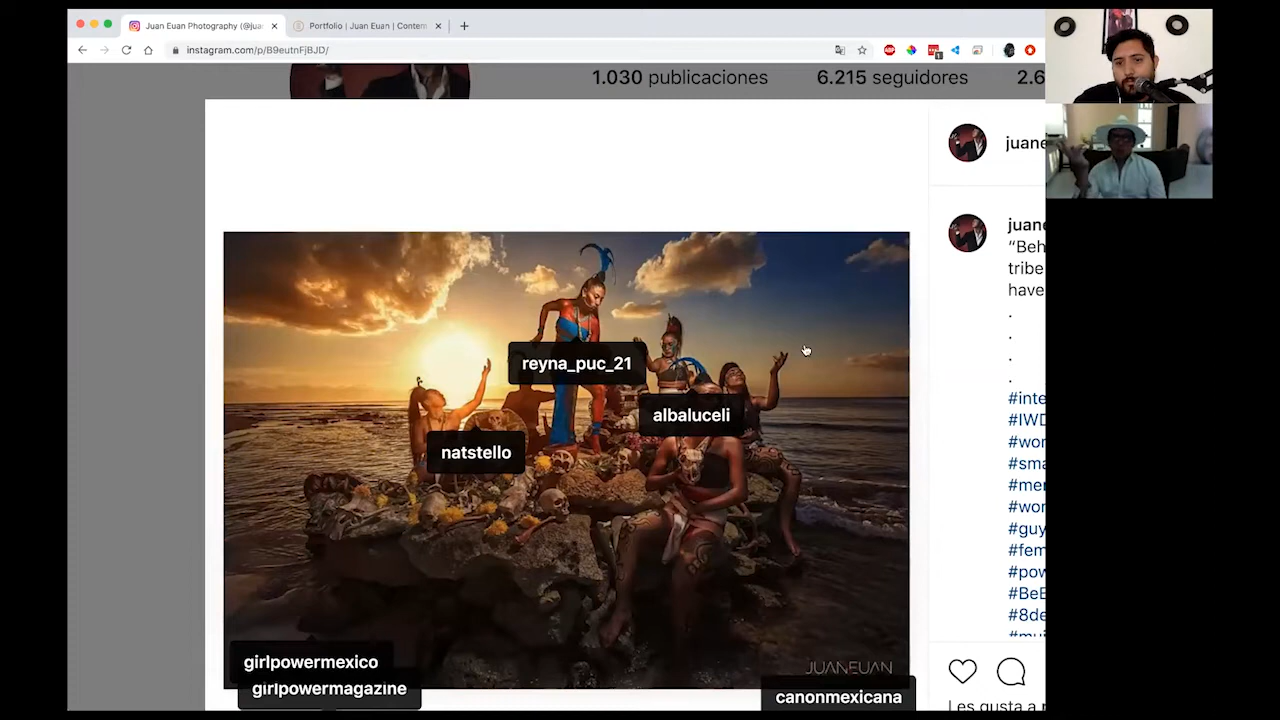 Juan Euan Photography (@jua
Portfolio | Juan Euan | Contem
instagram.com/p/B9eutnFjBJD/
1.030 publicaciones
6.215 seguidores
2.6
juane
juane
“Beh
tribe
have
.
.
.
.
#inte
#IWD
#wor
#sma
#mer
#wor
#guy
#fem
#pow
#BeE
#8de
reyna_puc_21
albaluceli
natstello
girlpowermexico
girlpowermagazine
JUANEUAN
canonmexicana
Les gusta a